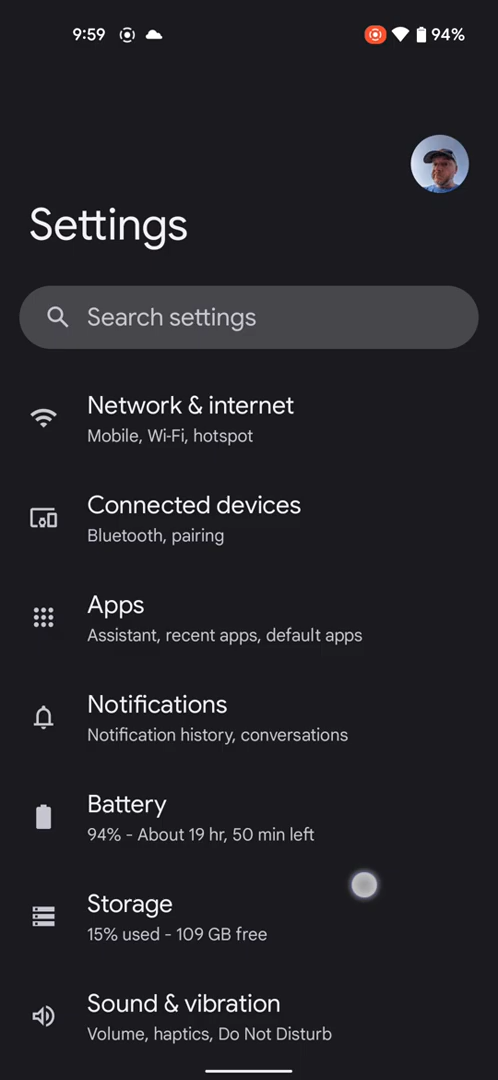 9:59 94%
Settings
Search settings
Network & internet
Mobile, Wi-Fi, hotspot
Connected devices
Bluetooth, pairing
Apps
Assistant, recent apps, default apps
Notifications
Notification history, conversations
Battery
94% - About 19 hr, 50 min left
Storage
15% used - 109 GB free
Sound & vibration
Volume, haptics, Do Not Disturb